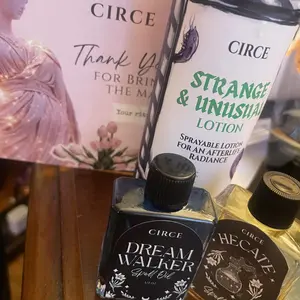 CIRCE
Thank Yo
FOR BRIN
THE MA
CIRCE
STRANGE
& UNUSUAL
LOTION
SPRAYABLE LOTION
FOR AN AFTERLIFE
RADIANCE
CIRCE
DREAM
WALKER
Spell Oil
CIRCE
HECATE